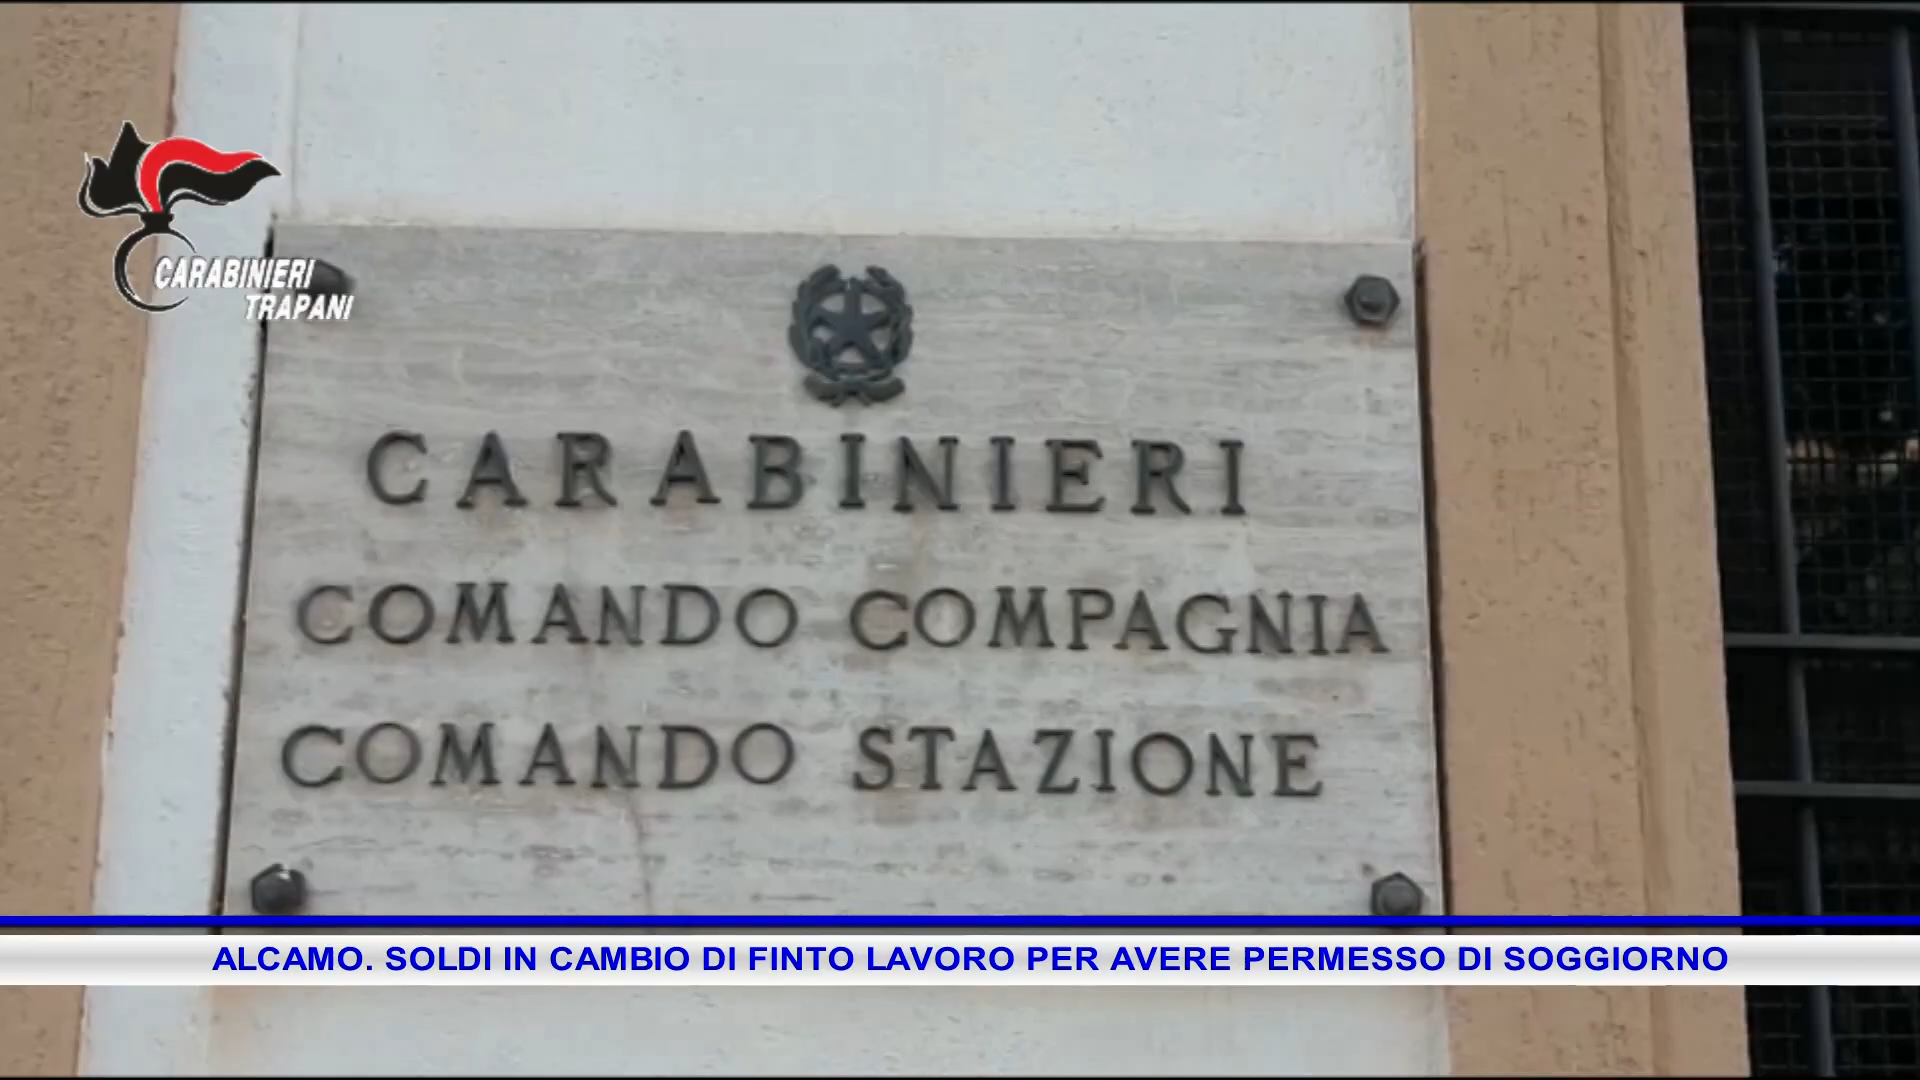 CARABINIERI
TRAPANI
CARABINIERI
COMANDO COMPAGNIA
COMANDO STAZIONE
ALCAMO. SOLDI IN CAMBIO DI FINTO LAVORO PER AVERE PERMESSO DI SOGGIORNO